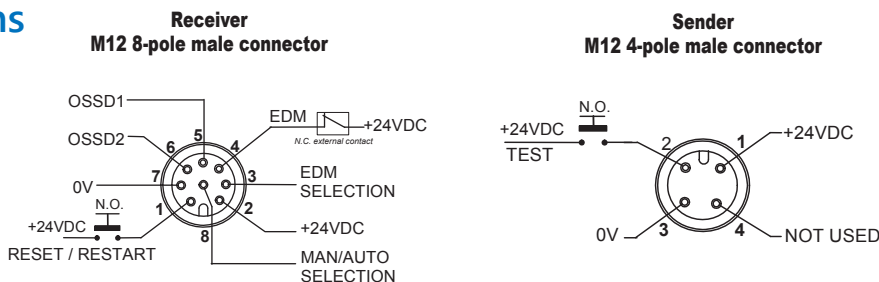 ns
Receiver
M12 8-pole male connector
OSSD1
OSSD2
0V
N.O.
+24VDC
RESET / RESTART
5
6
4
7
3
1
2
8
EDM
+24VDC
N.C. external contact
EDM
SELECTION
+24VDC
MAN/AUTO
SELECTION
Sender
M12 4-pole male connector
N.O.
+24VDC
TEST
2
1
+24VDC
0V
3
4
NOT USED